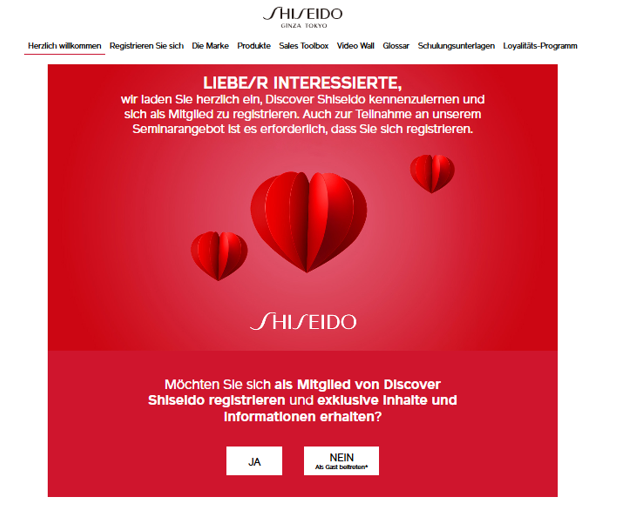 SHISEIDO
GINZA TOKYO
Herzlich willkommen Registrieren Sie sich Die Marke Produkte Sales Toolbox Video Wall Glossar Schulungsunterlagen Loyalitäts-Programm
LIEBE/R INTERESSIERTE,
wir laden Sie herzlich ein, Discover Shiseido kennenzulernen und
sich als Mitglied zu registrieren. Auch zur Teilnahme an unserem
Seminarangebot ist es erforderlich, dass Sie sich registrieren.
SHISEIDO
Möchten Sie sich als Mitglied von Discover
Shiseido registrieren und exklusive Inhalte und
Informationen erhalten?
JA
NEIN
Als Gast beitreten*